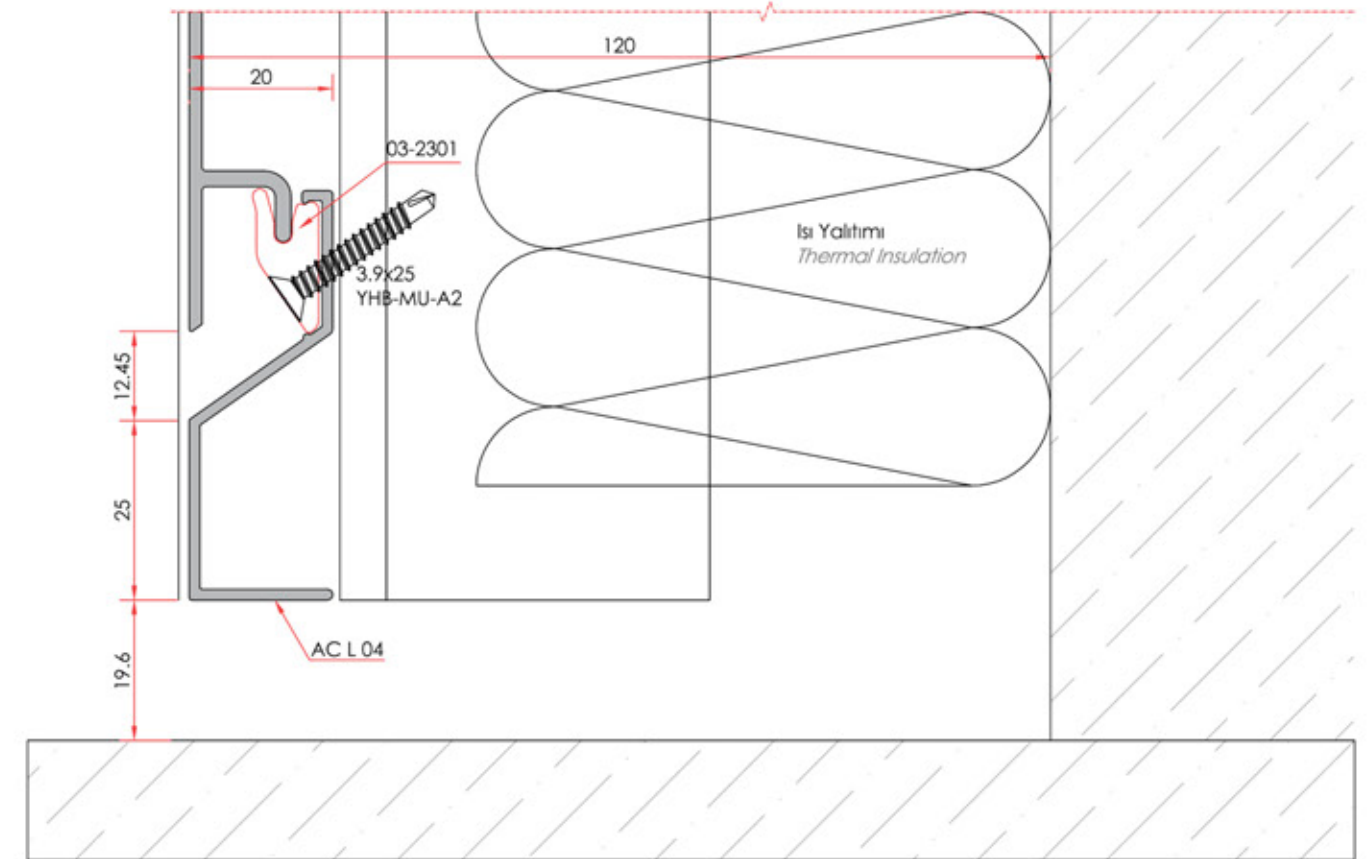 120
20
03-2301
3.9x25
YHB-MU-A2
Isı Yalıtımı
Thermal Insulation
12.45
25
19.6
AC L 04